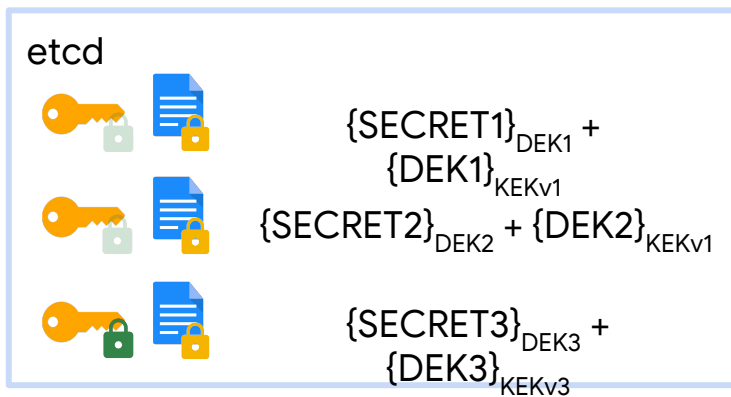 etcd
{SECRET1}DEK1 +
{DEK1}KEKv1
{SECRET2}DEK2 + {DEK2}KEKv1
{SECRET3}DEK3 +
{DEK3}KEKv3